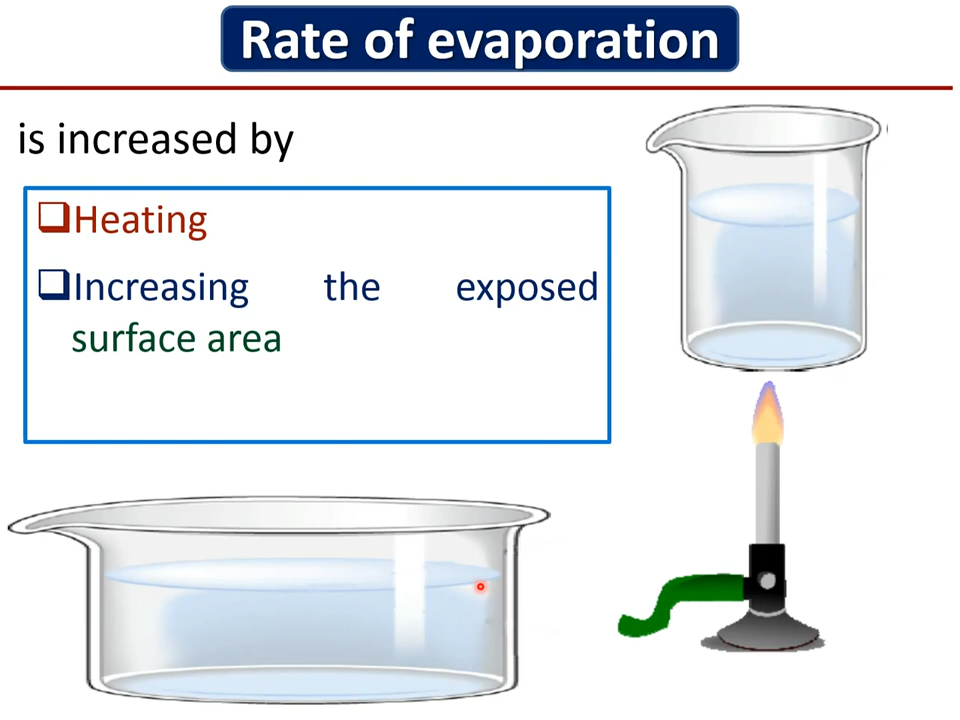 Rate of evaporation
is increased by
❑Heating
❑Increasing the exposed
surface area